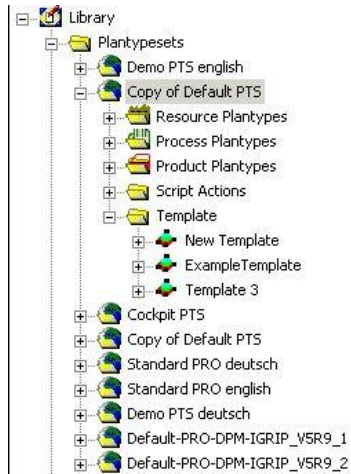 Library
Plantypesets
Demo PTS english
Copy of Default PTS
Resource Plantypes
Process Plantypes
Product Plantypes
Script Actions
Template
New Template
ExampleTemplate
Template 3
Cockpit PTS
Copy of Default PTS
Standard PRO deutsch
Standard PRO english
Demo PTS deutsch
Default-PRO-DPM-IGRIP_V5R9_1
Default-PRO-DPM-IGRIP_V5R9_2